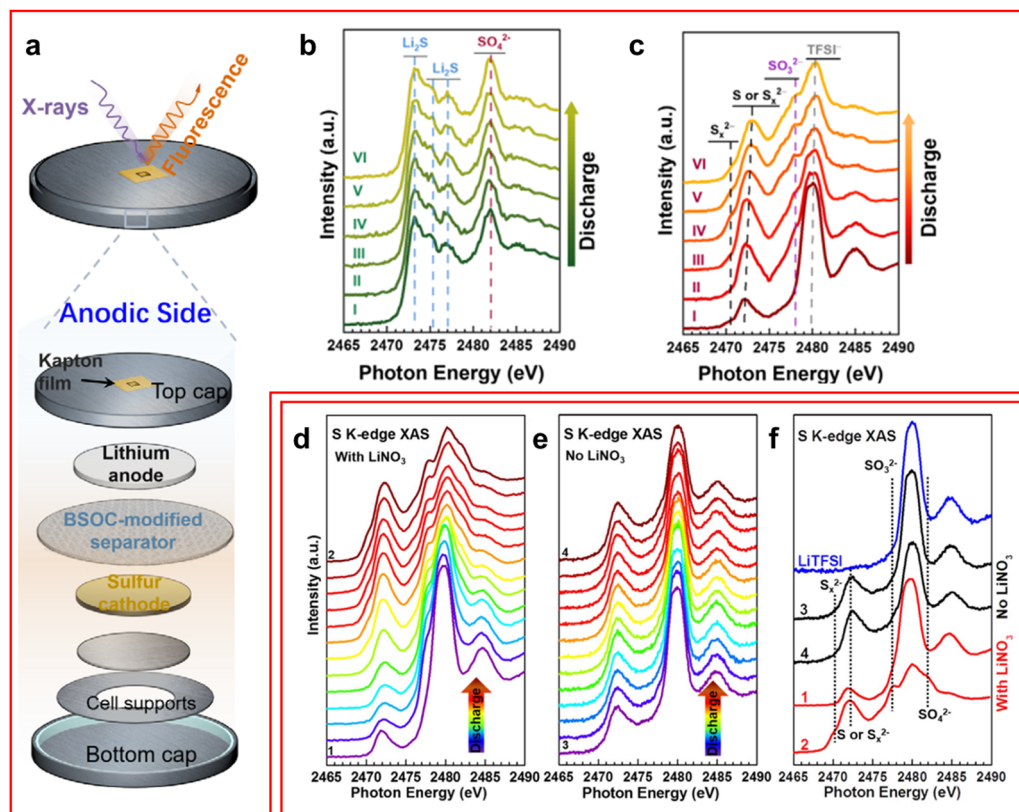 a
X-rays
Fluorescence
Anodic Side
Kapton
film
Top cap
Lithium
anode
BSOC-modified
separator
Sulfur
cathode
Cell supports
Bottom cap
b
Li₂S
Li₂S
SO₄²⁻
Intensity (a.u.)
VI
V
IV
III
II
I
Discharge
2465 2470 2475 2480 2485 2490
Photon Energy (eV)
c
TFSI⁻
SO₃²⁻
S or Sₓ²⁻
Sₓ²⁻
Intensity (a.u.)
VI
V
IV
III
II
I
Discharge
2465 2470 2475 2480 2485 2490
Photon Energy (eV)
d
S K-edge XAS
With LiNO₃
Intensity (a.u.)
2
1
Discharge
2465 2470 2475 2480 2485 2490
Photon Energy (eV)
e
S K-edge XAS
No LiNO₃
4
3
Discharge
2465 2470 2475 2480 2485 2490
Photon Energy (eV)
f
S K-edge XAS
SO₃²⁻
LiTFSI
Sₓ²⁻
3
4
1
2
S or Sₓ²⁻
SO₄²⁻
No LiNO₃
With LiNO₃
2465 2470 2475 2480 2485 2490
Photon Energy (eV)